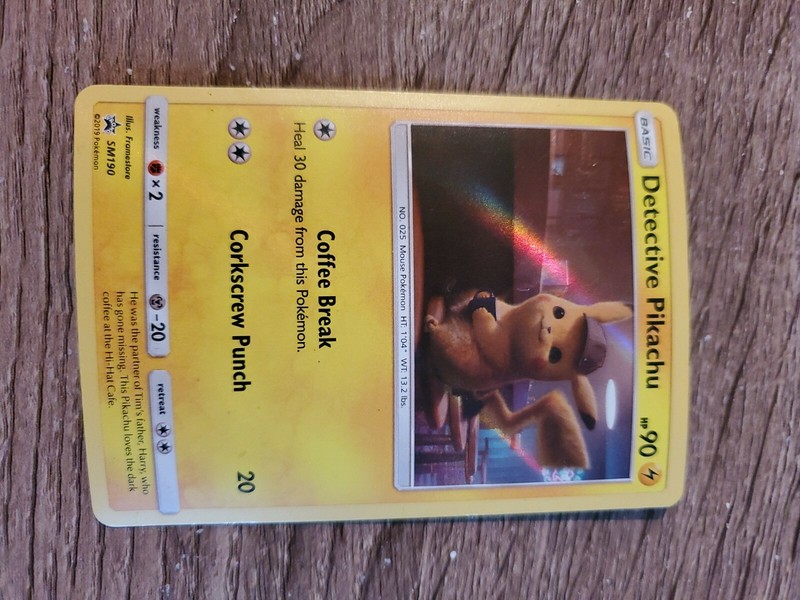 BASIC Detective Pikachu HP 90
NO. 025 Mouse Pokémon HT: 1'04" WT: 13.2 lbs.
Coffee Break
Heal 30 damage from this Pokémon.
Corkscrew Punch 20
weakness × 2 resistance -20 retreat
Illus. Framestore
SM190
©2019 Pokémon
He was the partner of Tim's father, Harry, who
has gone missing. This Pikachu loves the dark
coffee at the Hi-Hat Cafe.